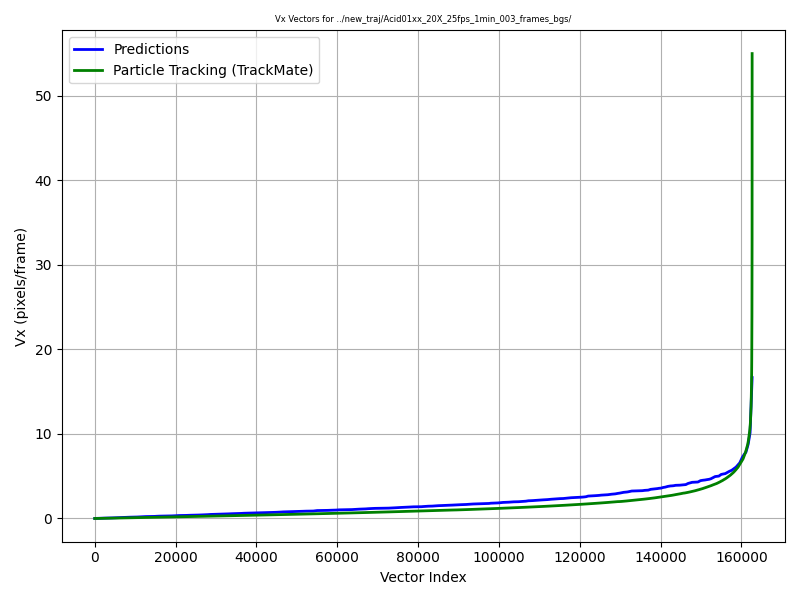 Vx Vectors for ../new_traj/Acid01xx_20X_25fps_1min_003_frames_bgs/
Predictions
Particle Tracking (TrackMate)
50
40
30
20
10
0
Vx (pixels/frame)
0 20000 40000 60000 80000 100000 120000 140000 160000
Vector Index